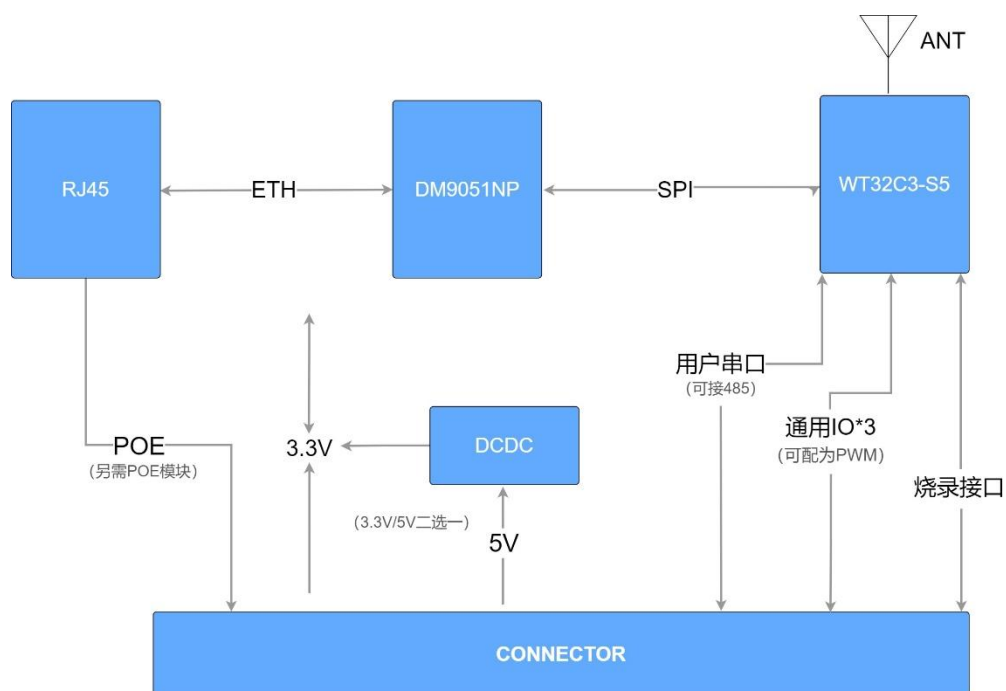 ANT
RJ45
ETH
DM9051NP
SPI
WT32C3-S5
用户串口
(可接485)
通用IO*3
(可配为PWM)
烧录接口
POE
(另需POE模块)
3.3V
DCDC
(3.3V/5V二选一)
5V
CONNECTOR